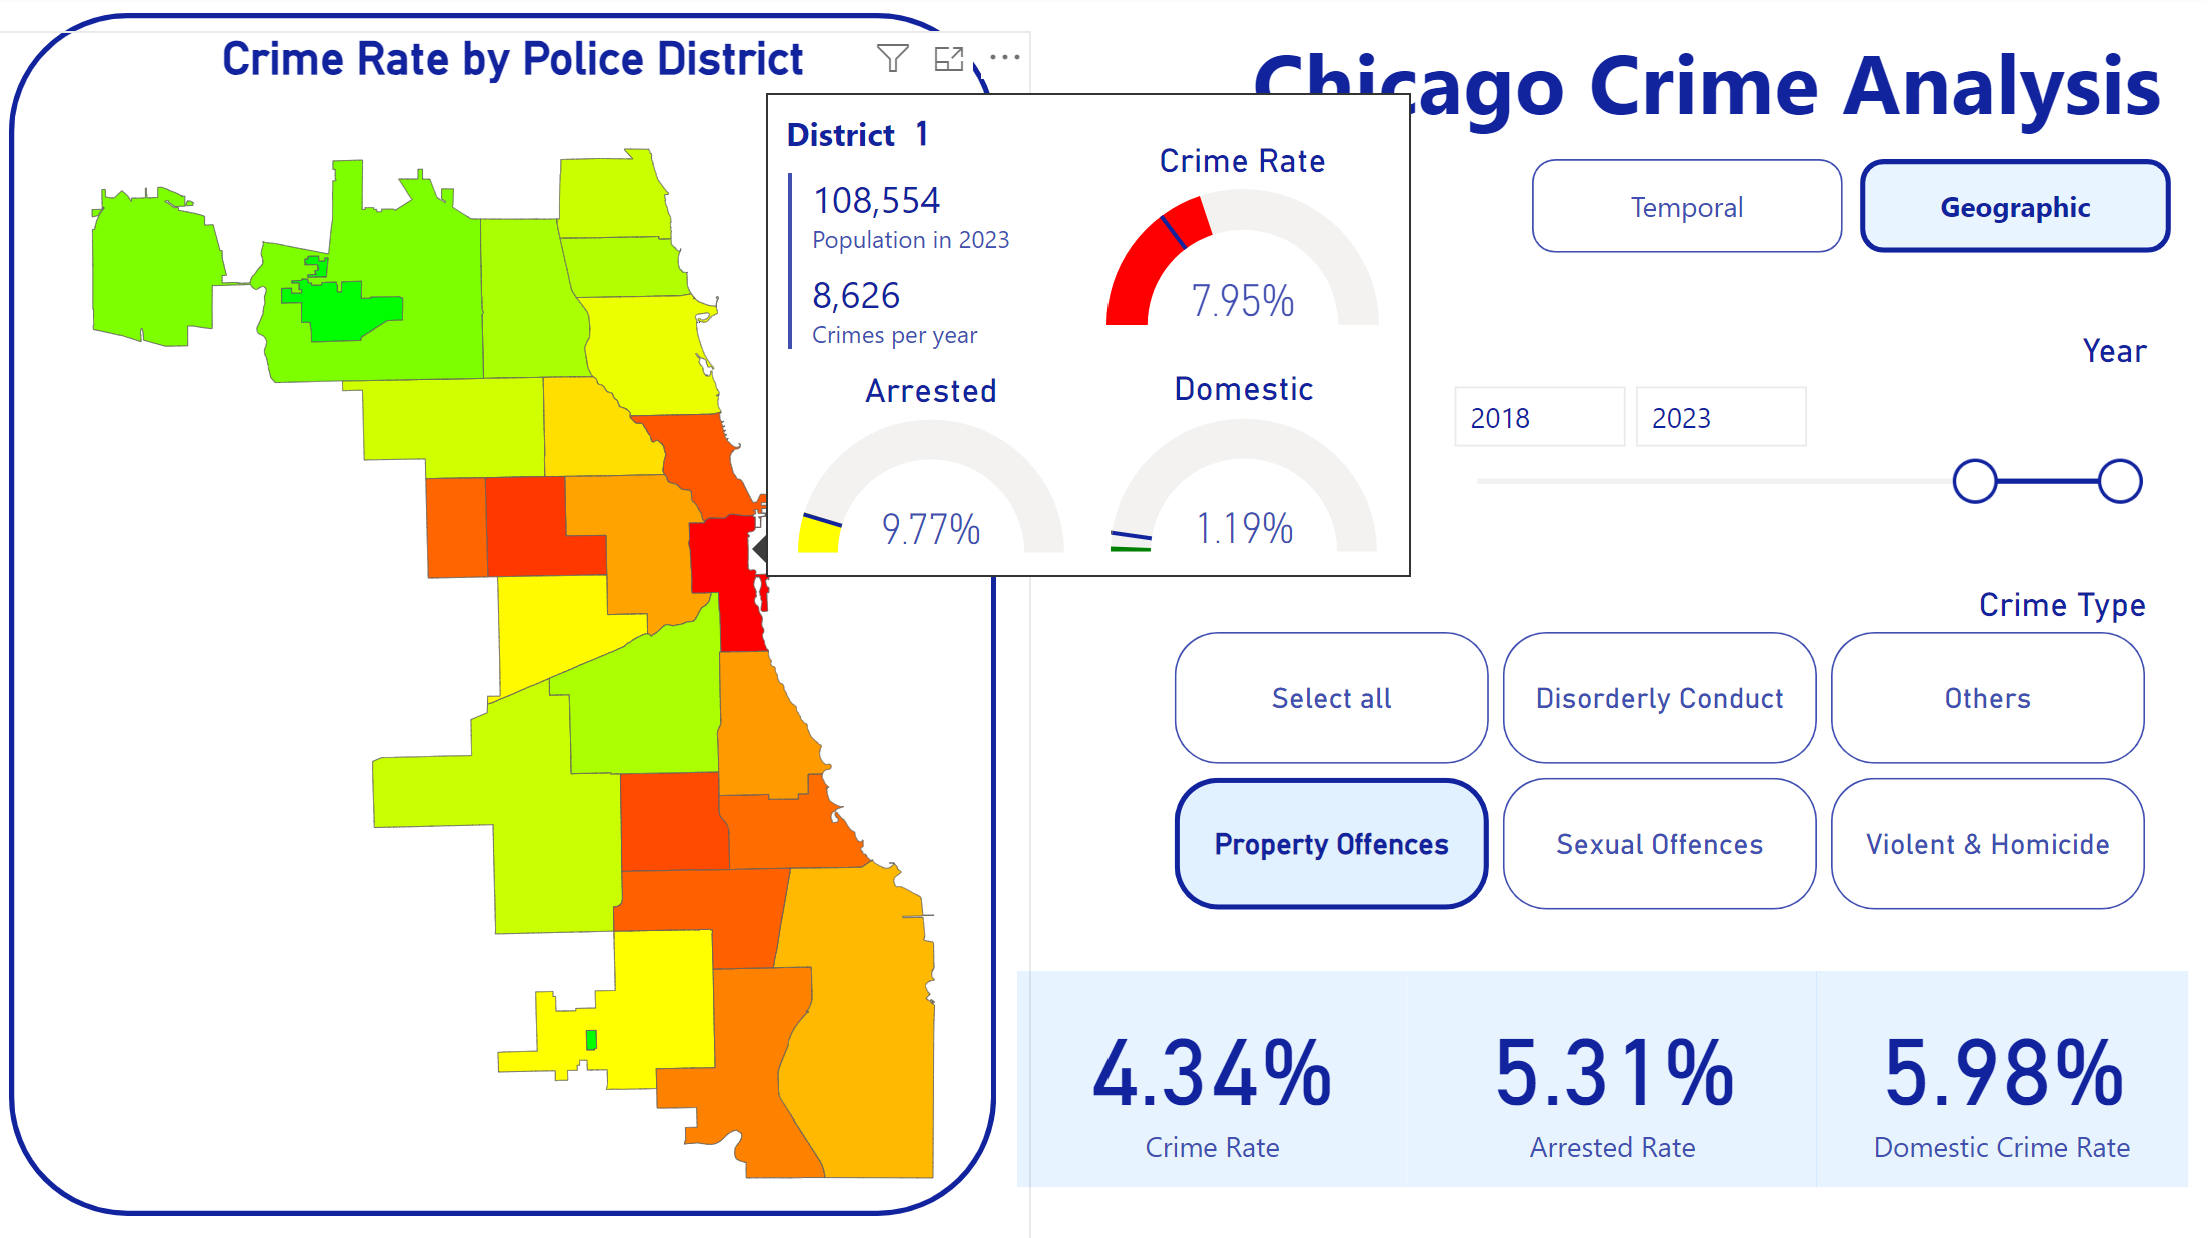 Crime Rate by Police District
Chicago Crime Analysis
District 1
108,554
Population in 2023
8,626
Crimes per year
Crime Rate
7.95%
Arrested
9.77%
Domestic
1.19%
Temporal
Geographic
Year
2018
2023
Crime Type
Select all
Disorderly Conduct
Others
Property Offences
Sexual Offences
Violent & Homicide
4.34%
Crime Rate
5.31%
Arrested Rate
5.98%
Domestic Crime Rate